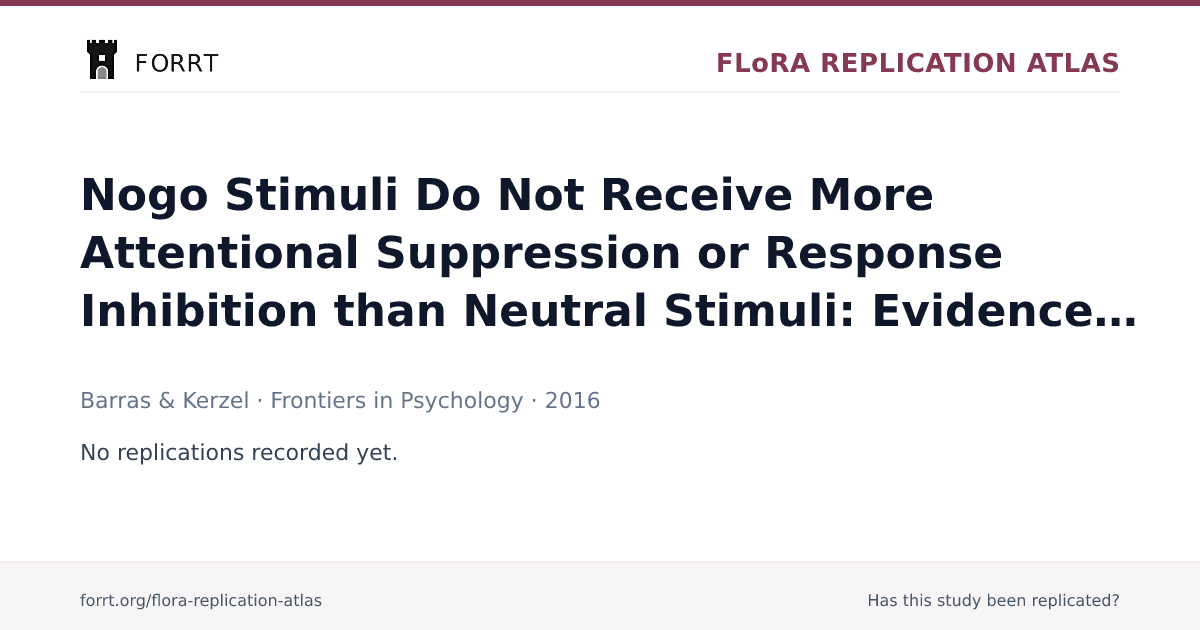 FORRT
FLoRA REPLICATION ATLAS
Nogo Stimuli Do Not Receive More
Attentional Suppression or Response
Inhibition than Neutral Stimuli: Evidence…
Barras & Kerzel · Frontiers in Psychology · 2016
No replications recorded yet.
forrt.org/flora-replication-atlas
Has this study been replicated?